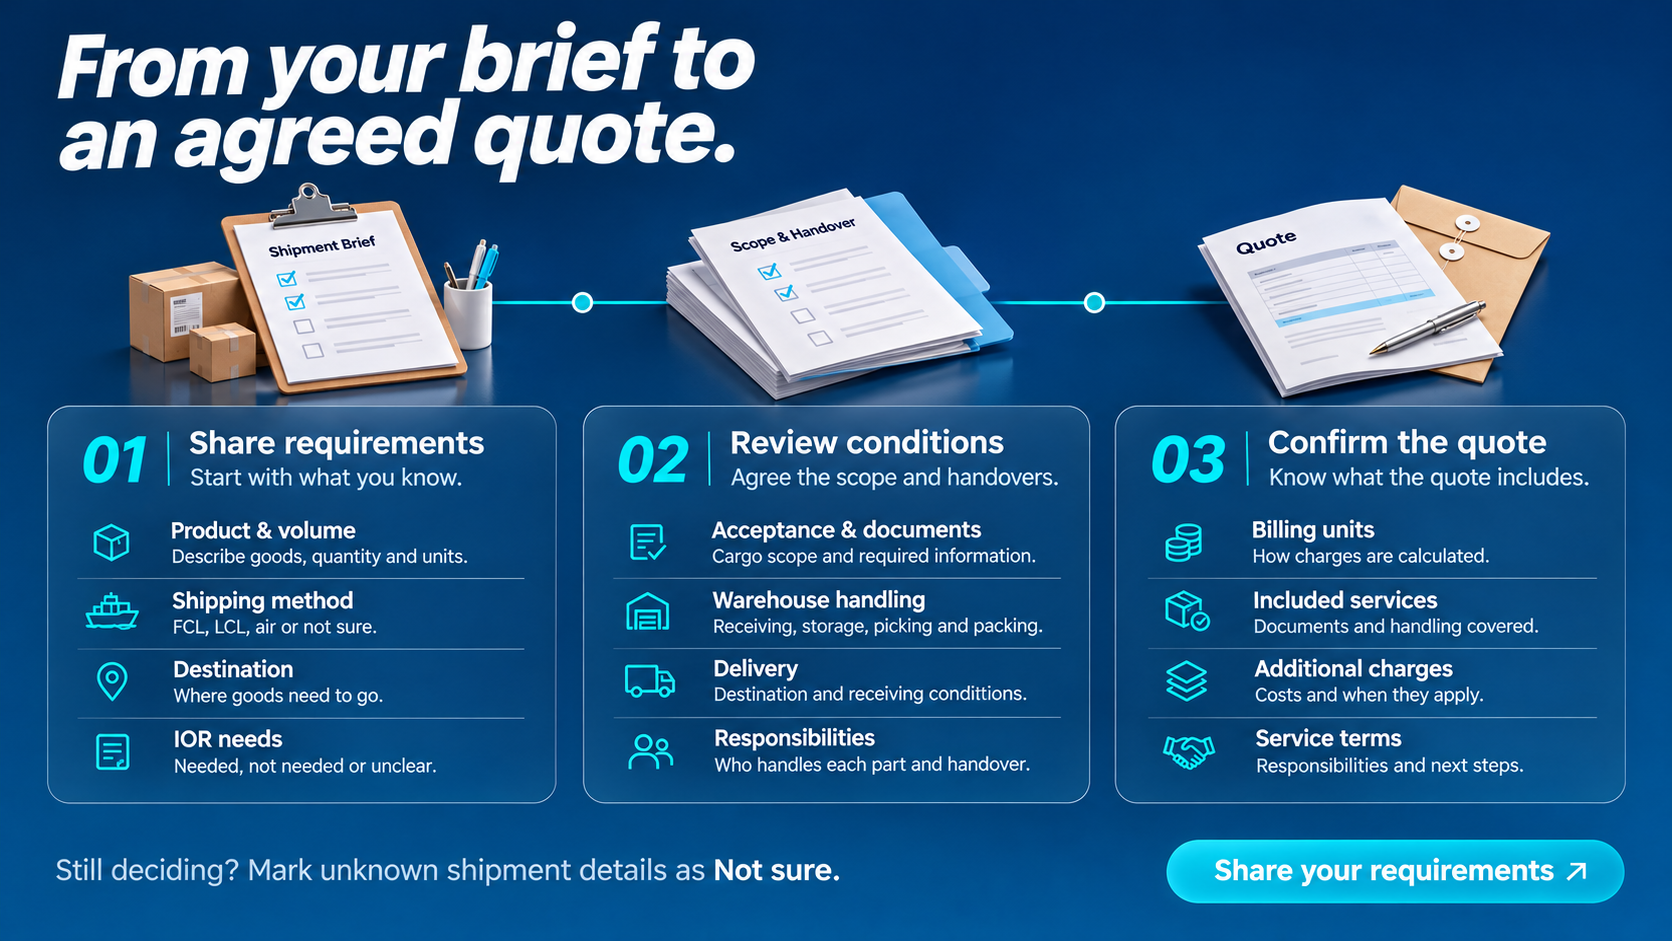 From your brief to
an agreed quote.
Shipment Brief
Scope & Handover
Quote
01
Share requirements
Start with what you know.
Product & volume
Describe goods, quantity and units.
Shipping method
FCL, LCL, air or not sure.
Destination
Where goods need to go.
IOR needs
Needed, not needed or unclear.
02
Review conditions
Agree the scope and handovers.
Acceptance & documents
Cargo scope and required information.
Warehouse handling
Receiving, storage, picking and packing.
Delivery
Destination and receiving condittions.
Responsibilities
Who handles each part and handover.
03
Confirm the quote
Know what the quote includes.
Billing units
How charges are calculated.
Included services
Documents and handling covered.
Additional charges
Costs and when they apply.
Service terms
Responsibilities and next steps.
Still deciding? Mark unknown shipment details as Not sure.
Share your requirements ↗